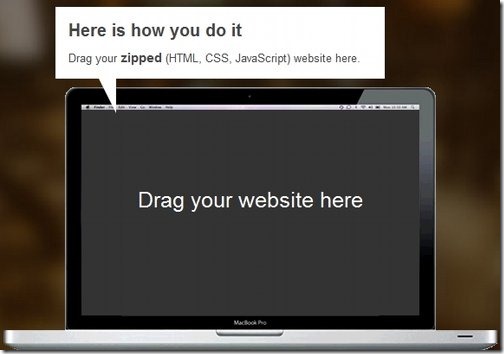 Here is how you do it
Drag your zipped (HTML, CSS, JavaScript) website here.
Finder File Edit View Go Window Help
Drag your website here
MacBook Pro